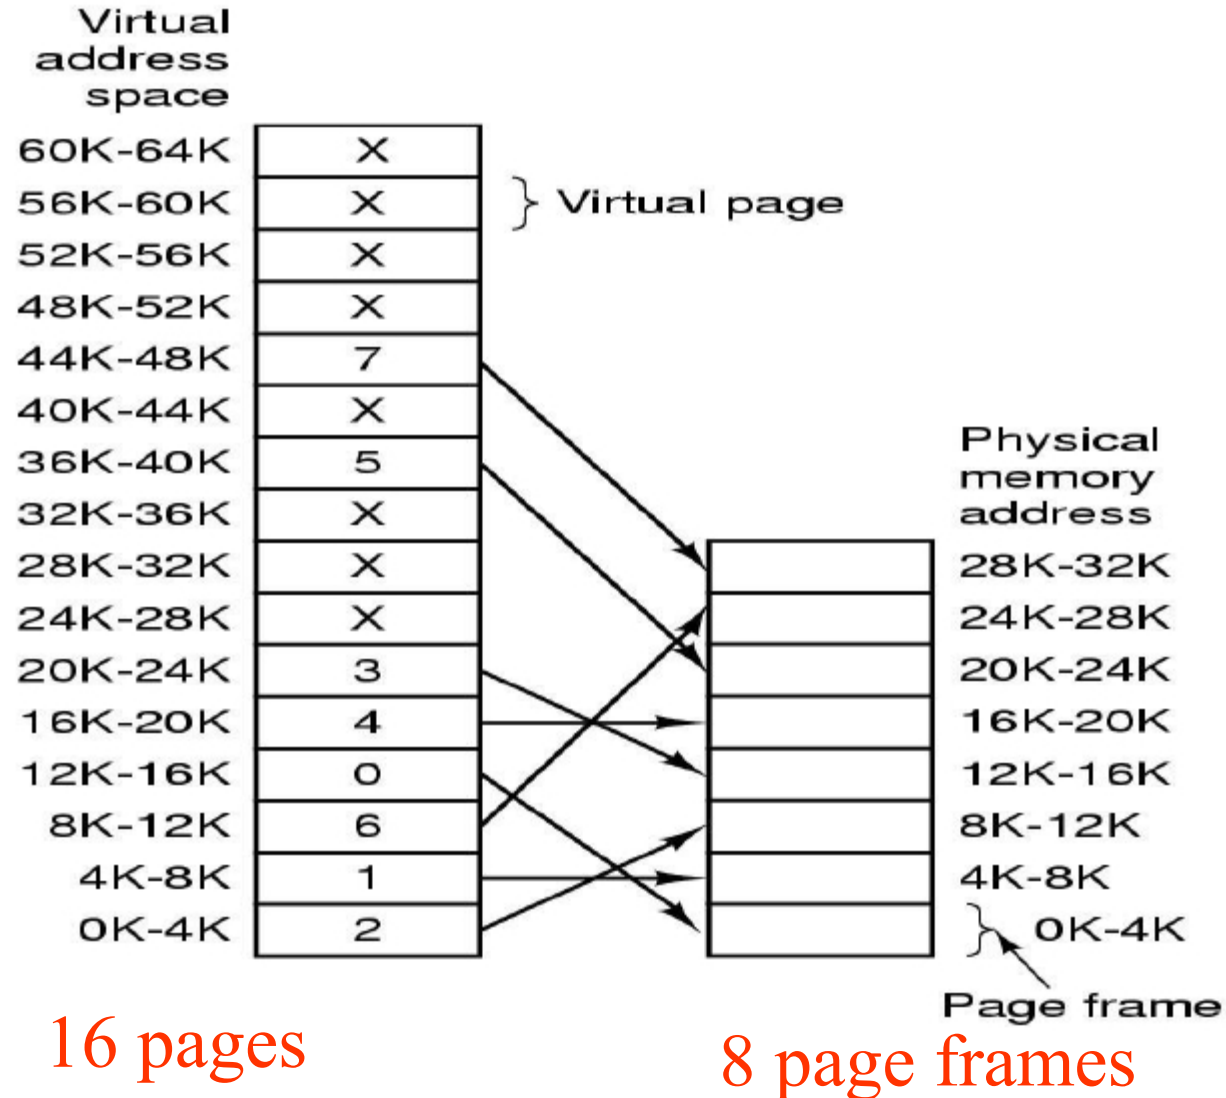 Virtual
address
space
60K-64K X
56K-60K X Virtual page
52K-56K X
48K-52K X
44K-48K 7
40K-44K X
36K-40K 5
32K-36K X
28K-32K X
24K-28K X
20K-24K 3
16K-20K 4
12K-16K 0
8K-12K 6
4K-8K 1
0K-4K 2
Physical
memory
address
28K-32K
24K-28K
20K-24K
16K-20K
12K-16K
8K-12K
4K-8K
0K-4K
Page frame
16 pages
8 page frames